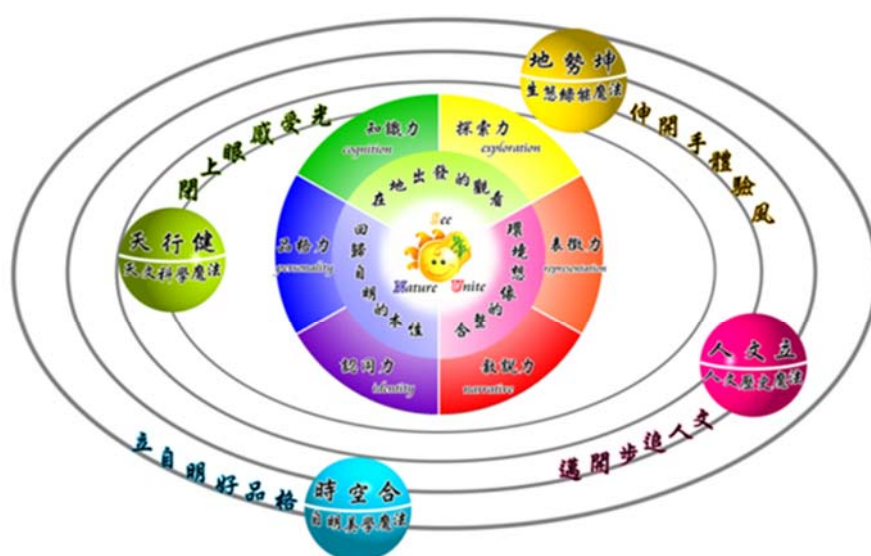 地勢坤
生態綠能魔法
伸開手體驗風
閉上眼感受光
知識力
cognition
探索力
exploration
在地出發的觀看
天行健
天文科學魔法
品格力
personality
回歸自明的本性
See
Nature
Unite
環境想像的整合
表徵力
representation
認同力
identity
敘說力
narrative
人文立
人文歷史魔法
邁開步追人文
立自明好品格
時空合
自明美學魔法